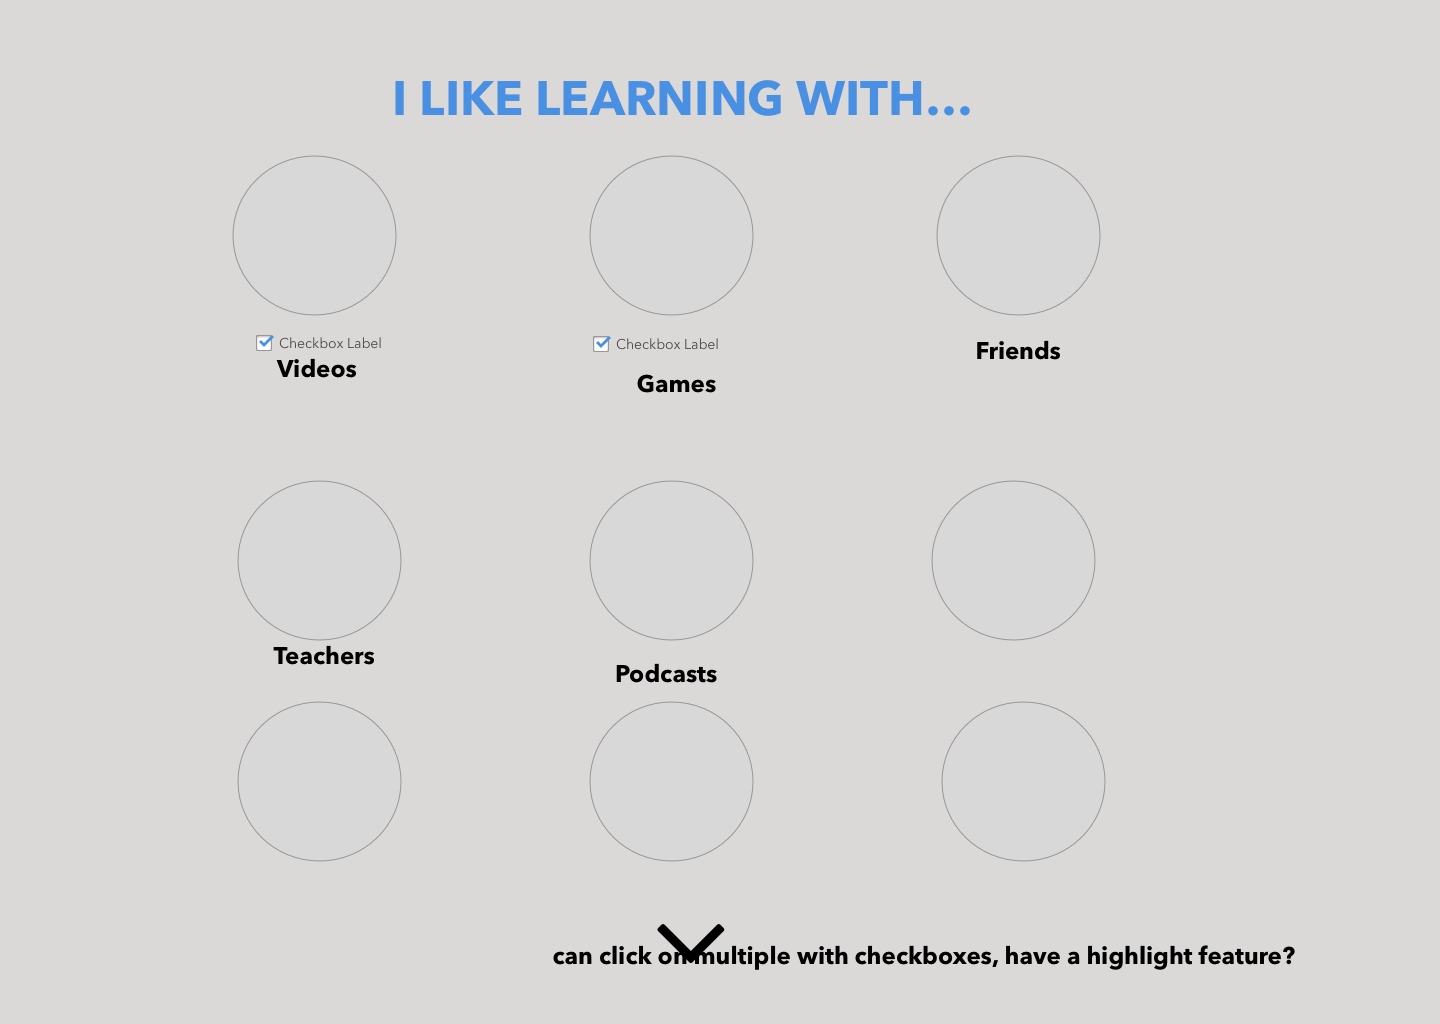 I LIKE LEARNING WITH...
Checkbox Label
Videos
Checkbox Label
Games
Friends
Teachers
Podcasts
can click on multiple with checkboxes, have a highlight feature?